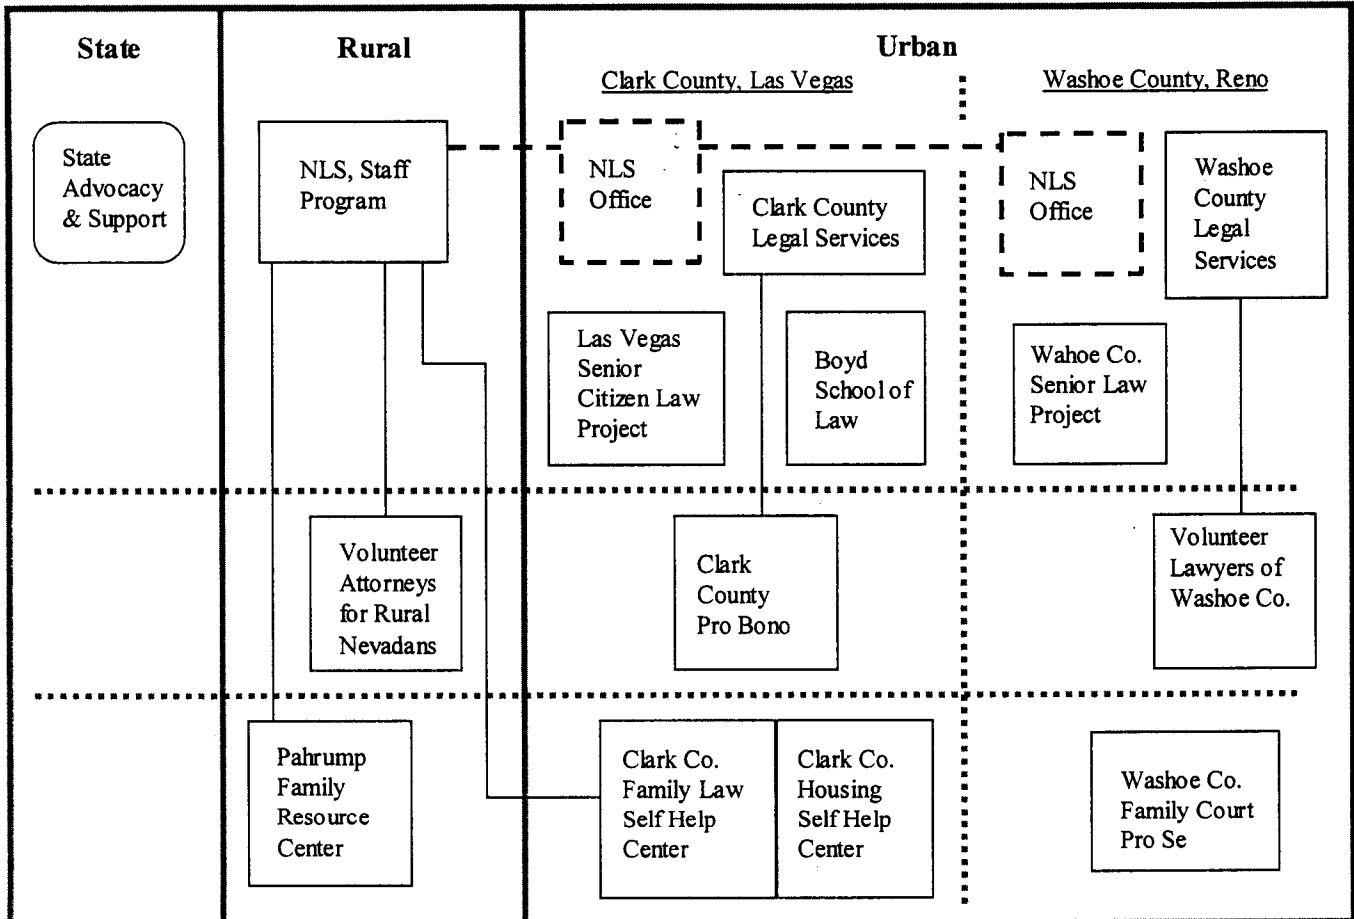 State
Rural
Urban
Clark County, Las Vegas
Washoe County, Reno
State
Advocacy
& Support
NLS, Staff
Program
NLS
Office
Clark County
Legal Services
NLS
Office
Washoe
County
Legal
Services
Las Vegas
Senior
Citizen Law
Project
Boyd
School of
Law
Wahoe Co.
Senior Law
Project
Volunteer
Attorneys
for Rural
Nevadans
Clark
County
Pro Bono
Volunteer
Lawyers of
Washoe Co.
Pahrump
Family
Resource
Center
Clark Co.
Family Law
Self Help
Center
Clark Co.
Housing
Self Help
Center
Washoe Co.
Family Court
Pro Se